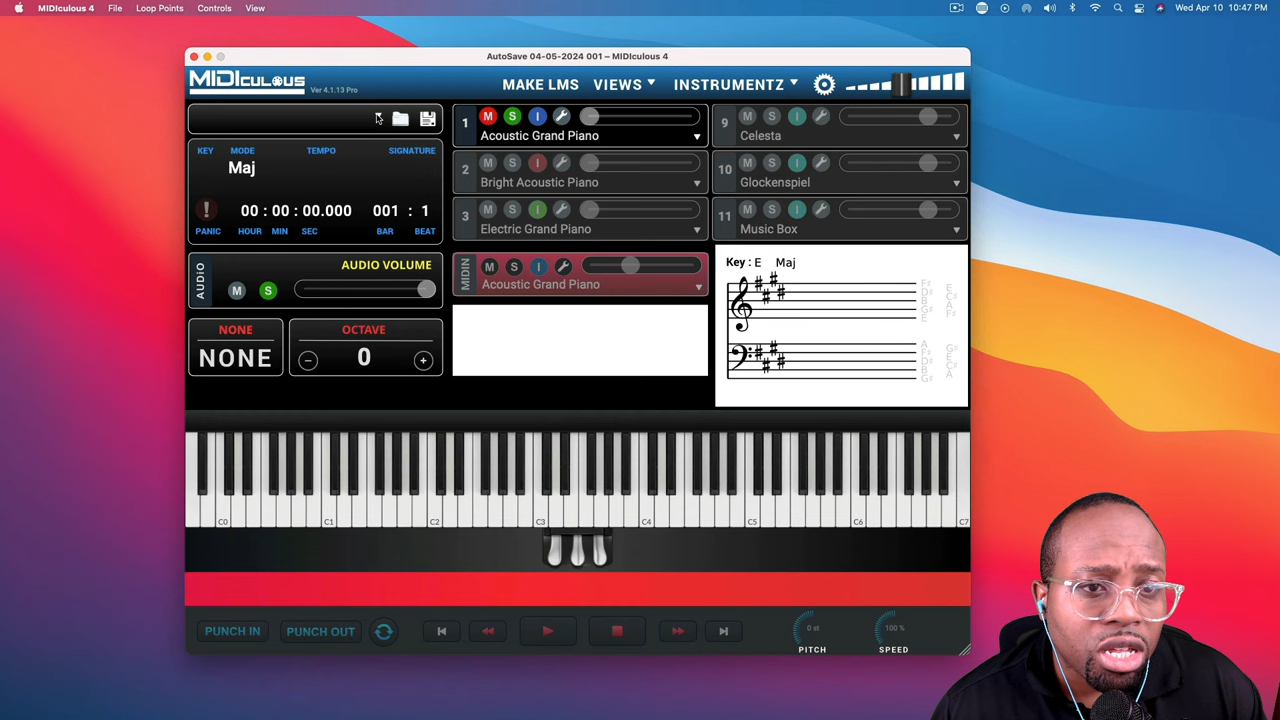 MIDIculous 4 File Loop Points Controls View Wed Apr 10 10:47 PM
AutoSave 04-05-2024 001 – MIDIculous 4
MIDIculous Ver 4.1.13 Pro MAKE LMS VIEWS INSTRUMENTZ
KEY MODE TEMPO SIGNATURE
Maj
! 00 : 00 : 00.000 001 : 1
PANIC HOUR MIN SEC BAR BEAT
AUDIO AUDIO VOLUME
M S
NONE OCTAVE
NONE − 0 +
1 M S I
Acoustic Grand Piano
2 M S I
Bright Acoustic Piano
3 M S I
Electric Grand Piano
MIDIN M S I
Acoustic Grand Piano
9 M S I
Celesta
10 M S I
Glockenspiel
11 M S I
Music Box
Key : E Maj
F# E
D# C#
B A
G# F#
E
A G#
F# E
D# C#
B A
G#
C0 C1 C2 C3 C4 C5 C6 C7
PUNCH IN PUNCH OUT 0 st 100 %
PITCH SPEED